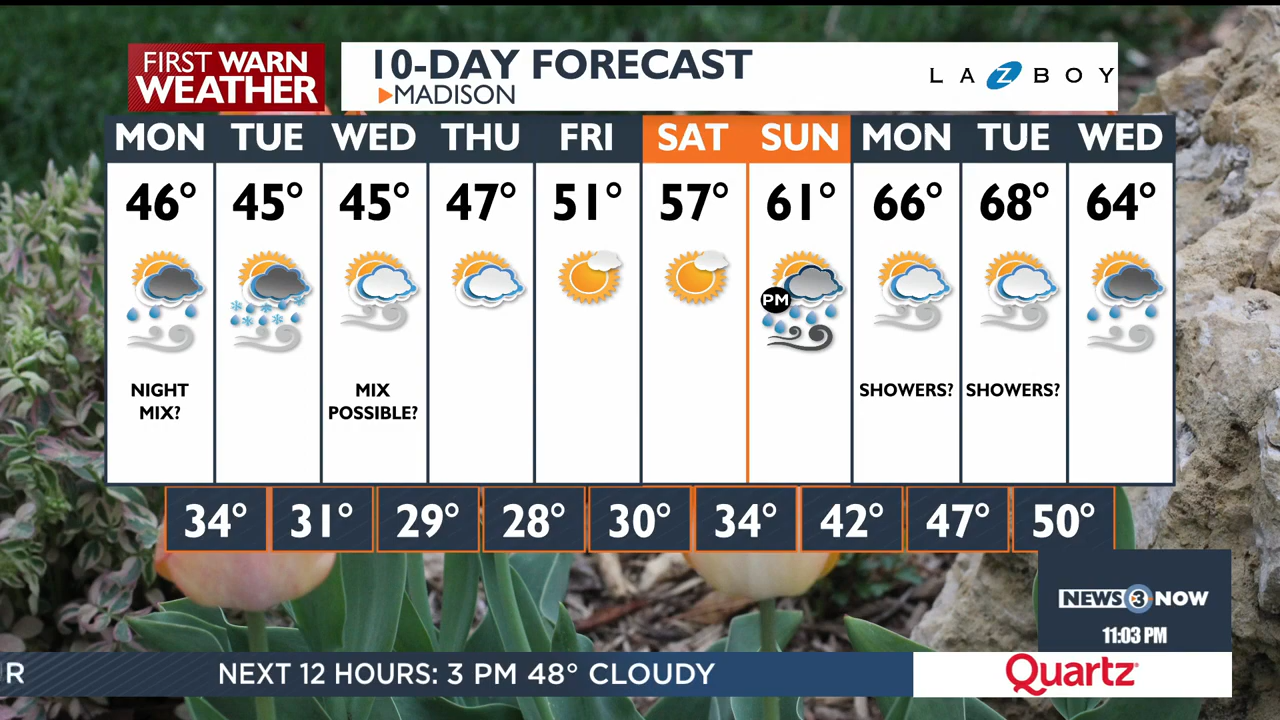 FIRST WARN
WEATHER
10-DAY FORECAST
MADISON
LA Z BOY
MON TUE WED THU FRI SAT SUN MON TUE WED
46° 45° 45° 47° 51° 57° 61° 66° 68° 64°
PM
NIGHT
MIX?
MIX
POSSIBLE?
SHOWERS?
SHOWERS?
34° 31° 29° 28° 30° 34° 42° 47° 50°
NEWS 3 NOW
11:03 PM
R
NEXT 12 HOURS: 3 PM 48° CLOUDY
Quartz